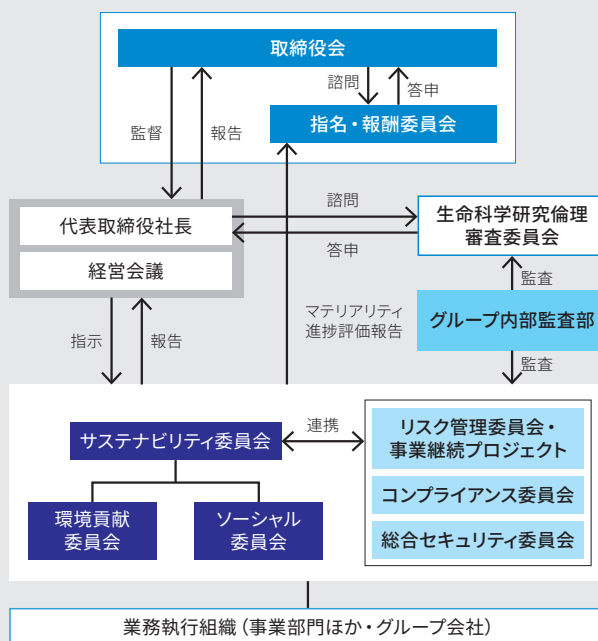 取締役会
諮問
答申
指名・報酬委員会
監督
報告
代表取締役社長
経営会議
諮問
答申
生命科学研究倫理
審査委員会
監査
グループ内部監査部
監査
マテリアリティ
進捗評価報告
指示
報告
サステナビリティ委員会
連携
リスク管理委員会・
事業継続プロジェクト
コンプライアンス委員会
総合セキュリティ委員会
環境貢献
委員会
ソーシャル
委員会
業務執行組織(事業部門ほか・グループ会社)